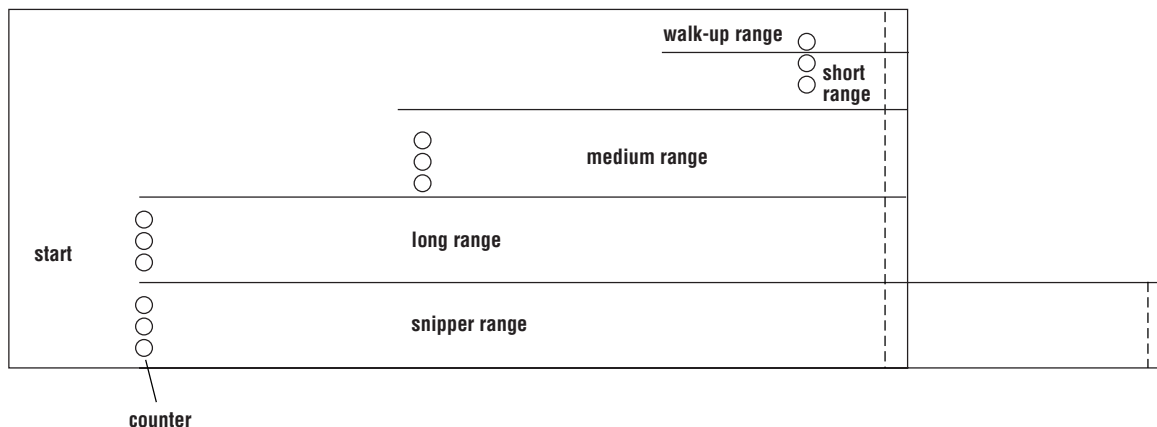 walk-up range
short
range
medium range
long range
start
snipper range
counter